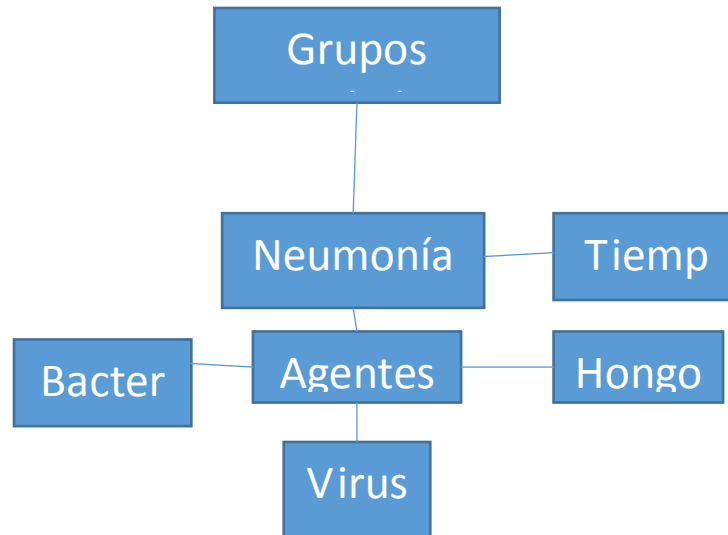 Grupos
Neumonía
Tiemp
Bacter
Agentes
Hongo
Virus